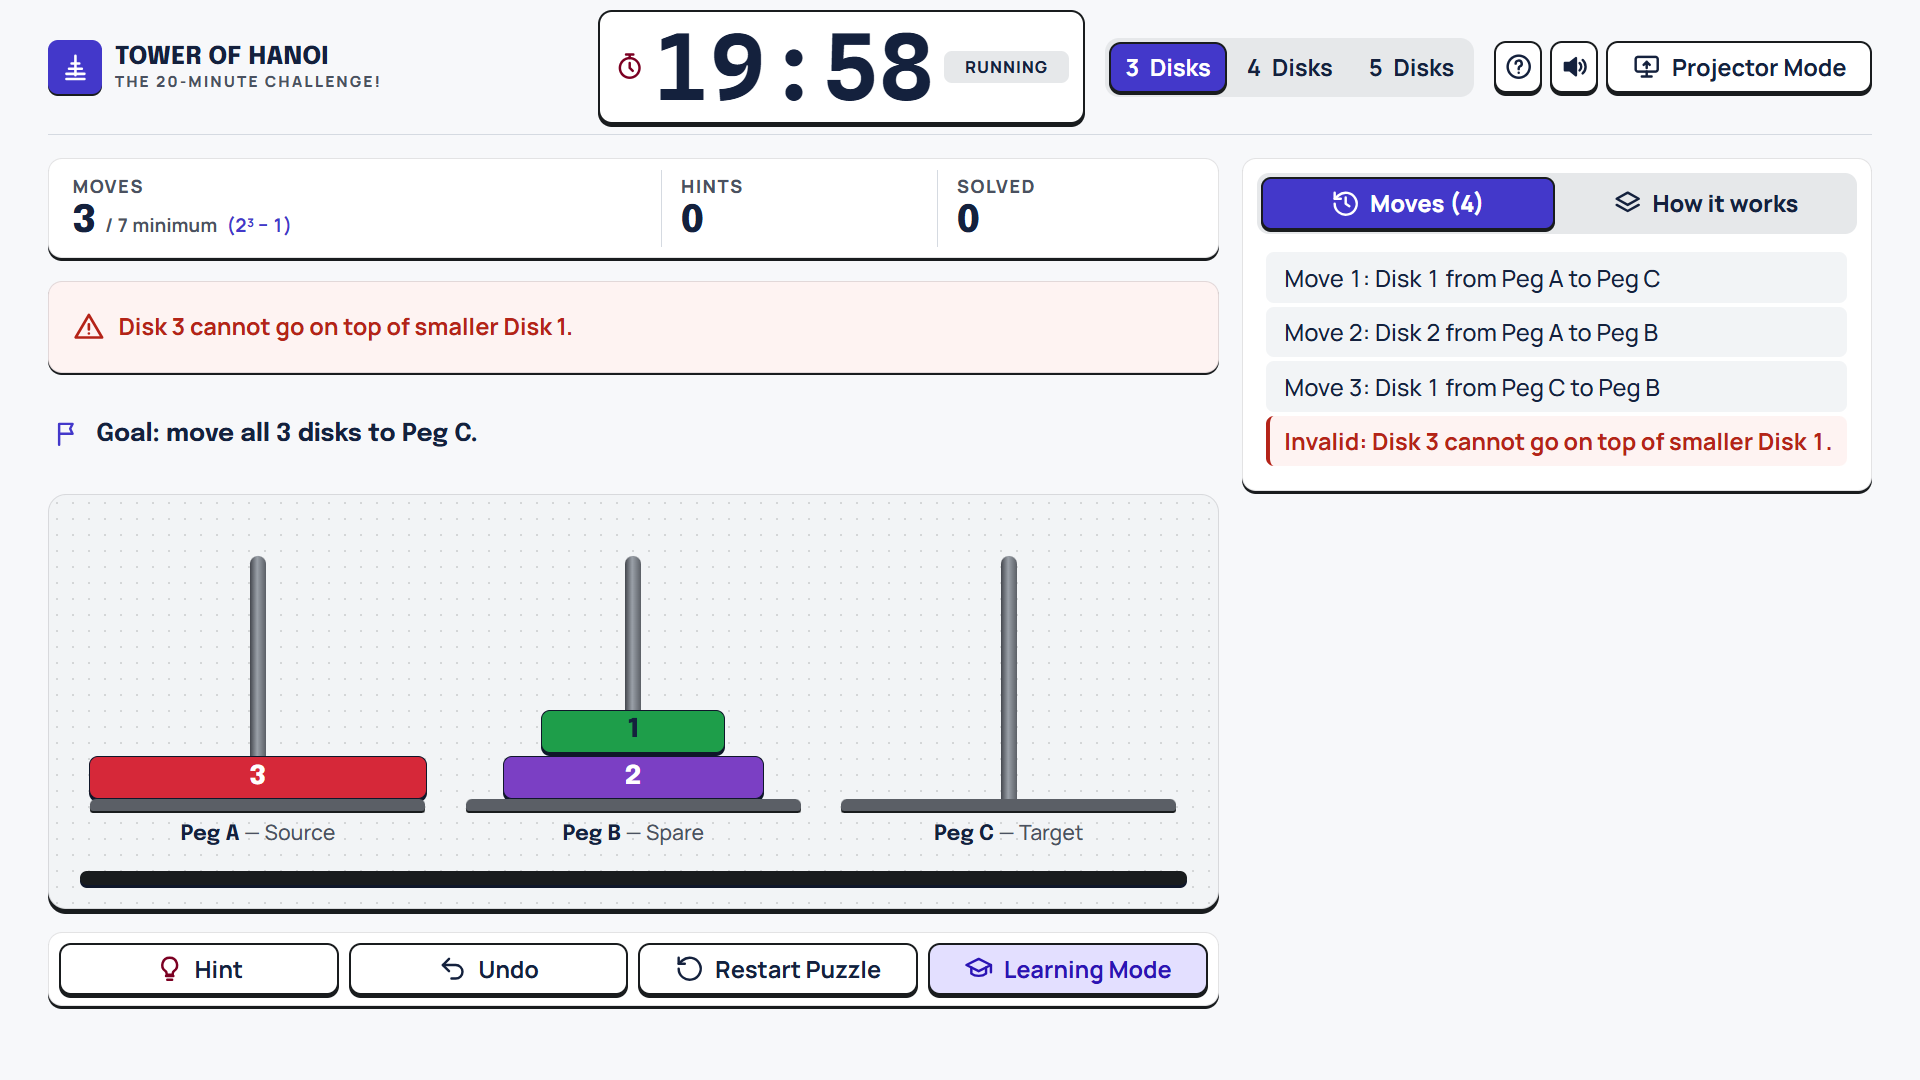 TOWER OF HANOI
THE 20-MINUTE CHALLENGE!
19:58
RUNNING
3 Disks
4 Disks
5 Disks
Projector Mode
MOVES
3 / 7 minimum (2³ − 1)
HINTS
0
SOLVED
0
Disk 3 cannot go on top of smaller Disk 1.
Goal: move all 3 disks to Peg C.
1
3
2
Peg A — Source
Peg B — Spare
Peg C — Target
Hint
Undo
Restart Puzzle
Learning Mode
Moves (4)
How it works
Move 1: Disk 1 from Peg A to Peg C
Move 2: Disk 2 from Peg A to Peg B
Move 3: Disk 1 from Peg C to Peg B
Invalid: Disk 3 cannot go on top of smaller Disk 1.